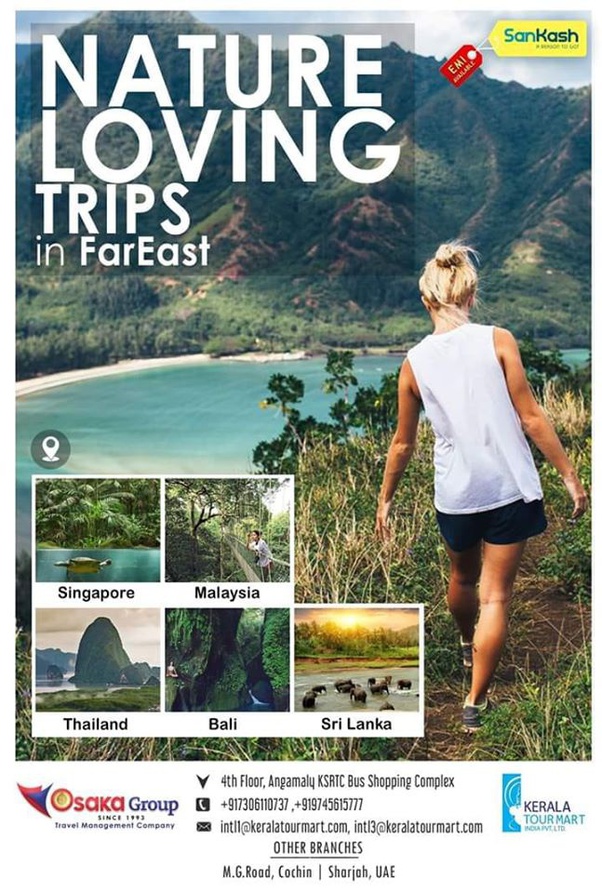 NATURE
LOVING
TRIPS
in FarEast
SanKash
A REASON TO GO!
EMI
AVAILABLE
Singapore
Malaysia
Thailand
Bali
Sri Lanka
Osaka Group
SINCE 1993
Travel Management Company
4th Floor, Angamaly KSRTC Bus Shopping Complex
+917306110737 ,+919745615777
intl1@keralatourmart.com, intl3@keralatourmart.com
OTHER BRANCHES
M.G.Road, Cochin | Sharjah, UAE
KERALA
TOUR MART
INDIA PVT. LTD.